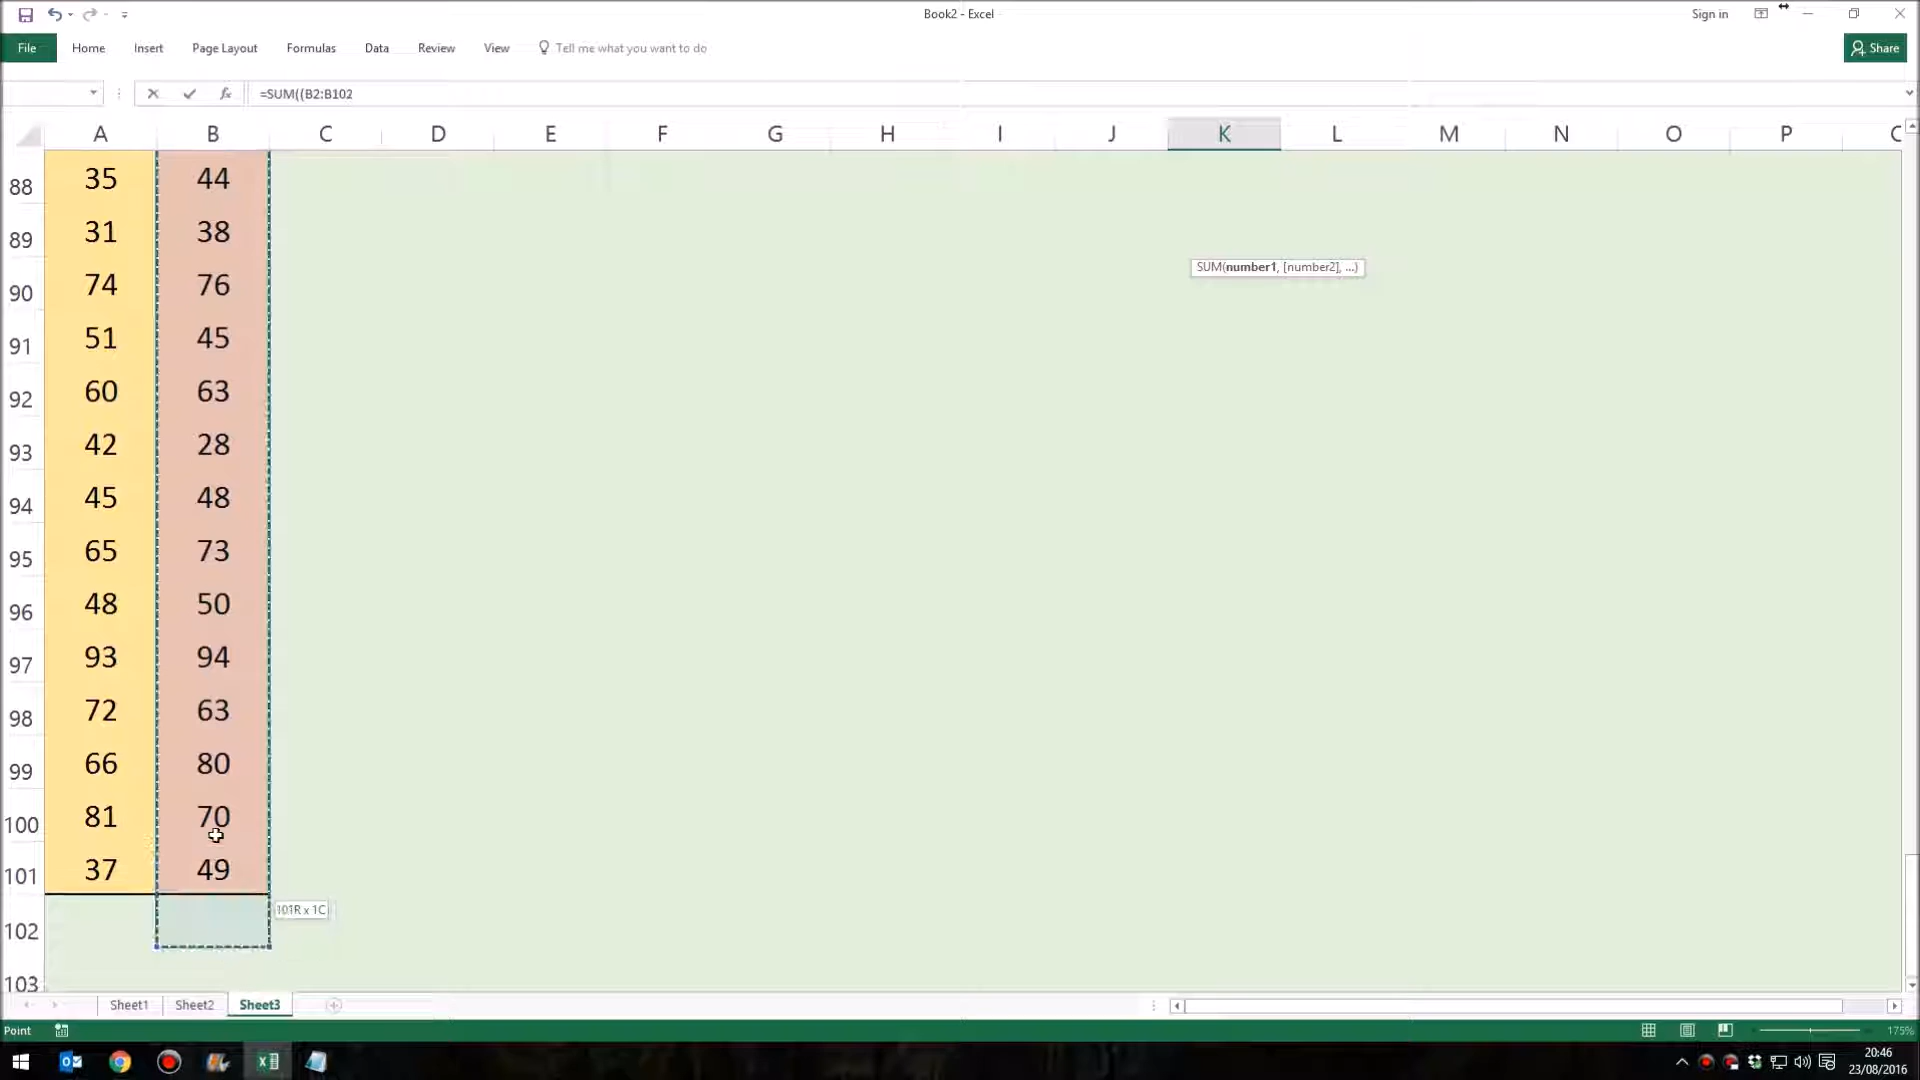 Book2 - Excel
Sign in
File Home Insert Page Layout Formulas Data Review View Tell me what you want to do
Share
=SUM((B2:B102
A B C D E F G H I J K L M N O P
88 35 44
89 31 38
SUM(number1, [number2], ...)
90 74 76
91 51 45
92 60 63
93 42 28
94 45 48
95 65 73
96 48 50
97 93 94
98 72 63
99 66 80
100 81 70
101 37 49
101R x 1C
102
103
Sheet1 Sheet2 Sheet3
Point
175%
20:46
23/08/2016